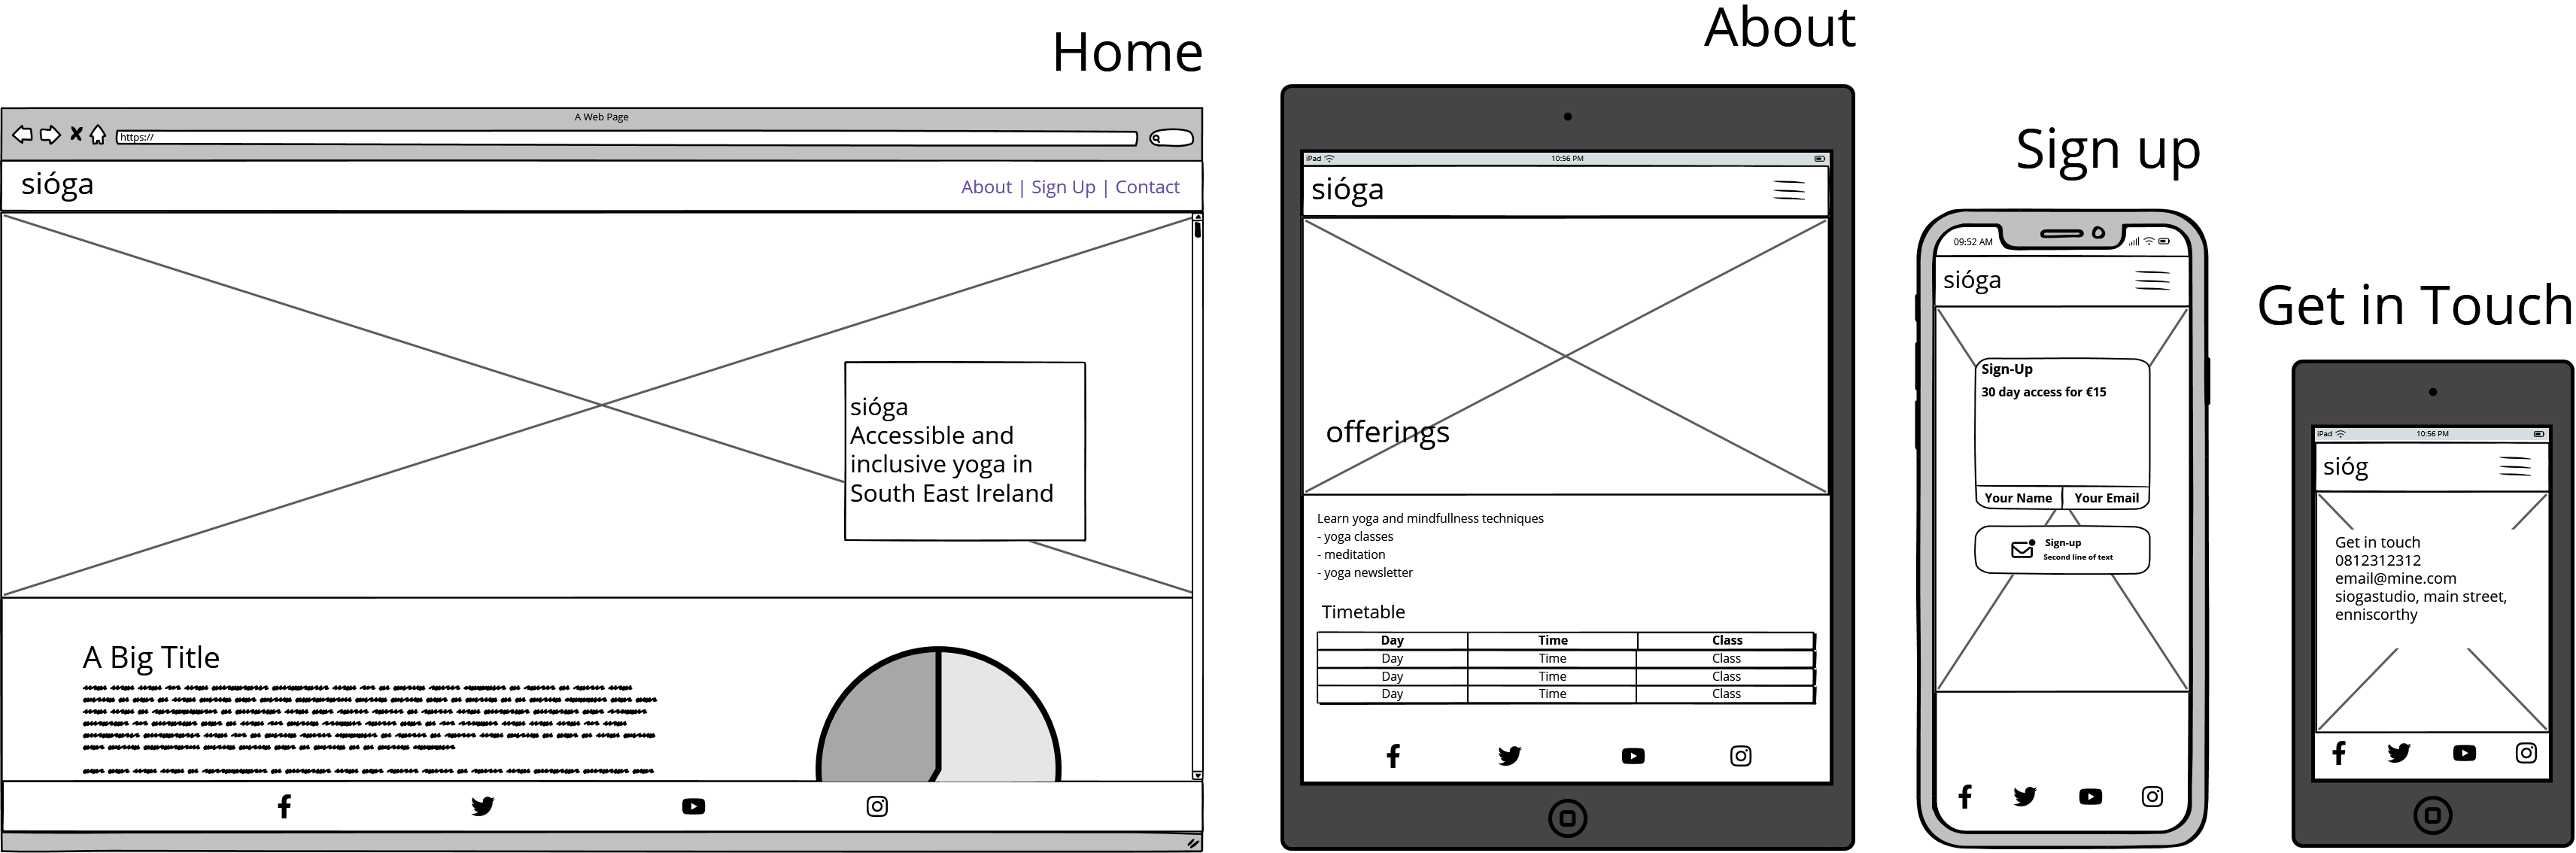 Home
A Web Page
https://
sióga
About | Sign Up | Contact
sióga
Accessible and
inclusive yoga in
South East Ireland
A Big Title
About
iPad
10:56 PM
sióga
offerings
Learn yoga and mindfullness techniques
- yoga classes
- meditation
- yoga newsletter
Timetable
Day Time Class
Day Time Class
Day Time Class
Day Time Class
Sign up
09:52 AM
sióga
Sign-Up
30 day access for €15
Your Name Your Email
Sign-up
Second line of text
Get in Touch
iPad
10:56 PM
sióg
Get in touch
0812312312
email@mine.com
siogastudio, main street,
enniscorthy